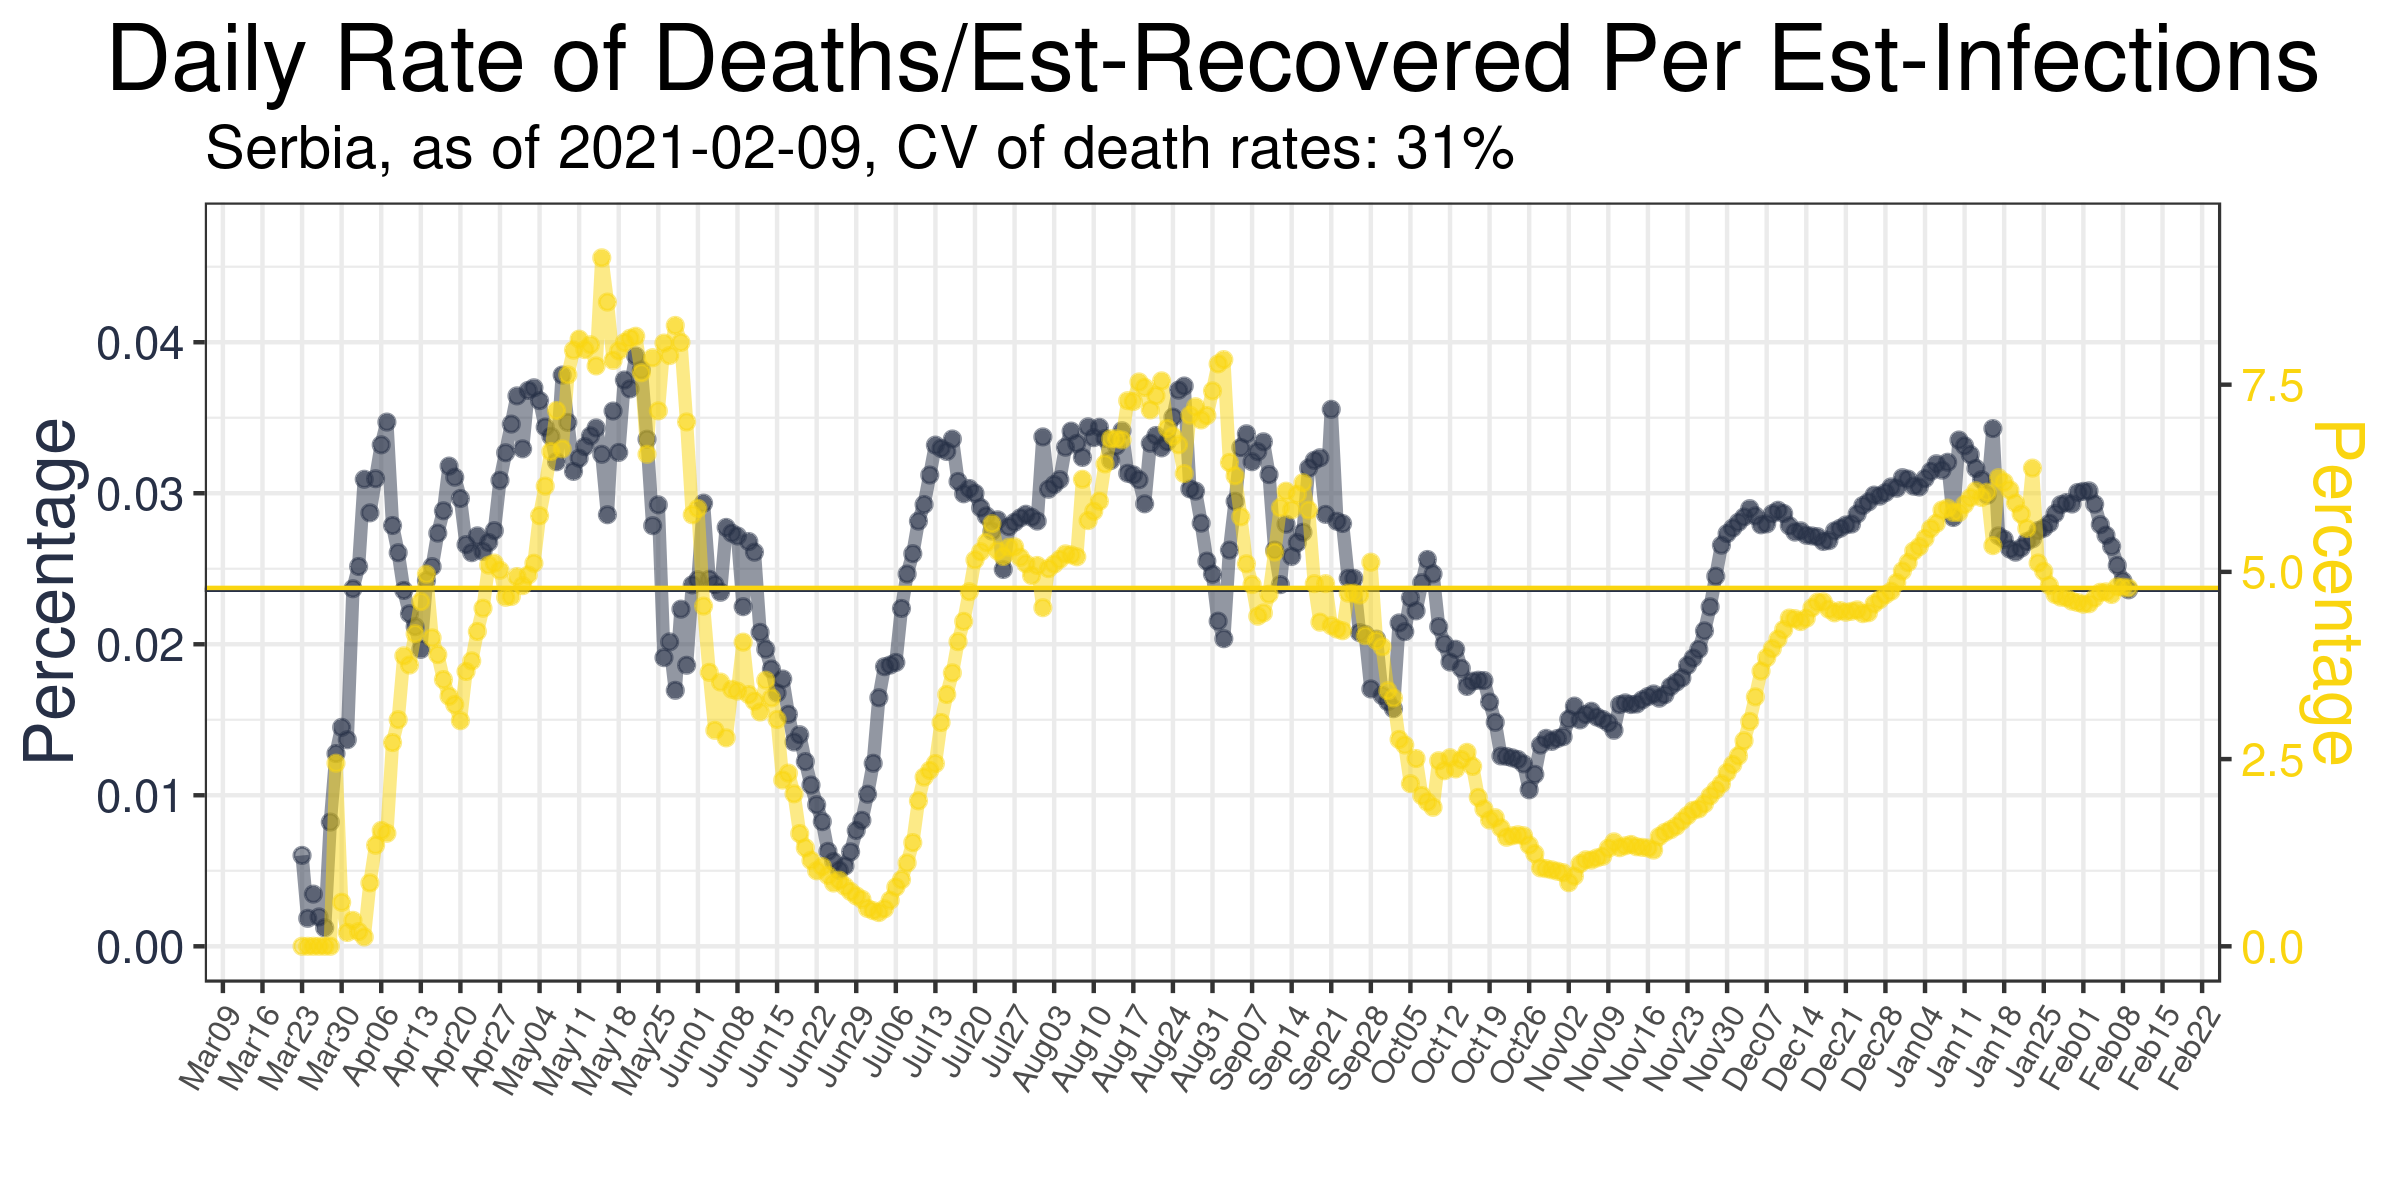 Daily Rate of Deaths/Est-Recovered Per Est-Infections
Serbia, as of 2021-02-09, CV of death rates: 31%
Percentage
0.04
0.03
0.02
0.01
0.00
7.5
5.0
2.5
0.0
Percentage
Mar09 Mar16 Mar23 Mar30 Apr06 Apr13 Apr20 Apr27 May04 May11 May18 May25 Jun01 Jun08 Jun15 Jun22 Jun29 Jul06 Jul13 Jul20 Jul27 Aug03 Aug10 Aug17 Aug24 Aug31 Sep07 Sep14 Sep21 Sep28 Oct05 Oct12 Oct19 Oct26 Nov02 Nov09 Nov16 Nov23 Nov30 Dec07 Dec14 Dec21 Dec28 Jan04 Jan11 Jan18 Jan25 Feb01 Feb08 Feb15 Feb22